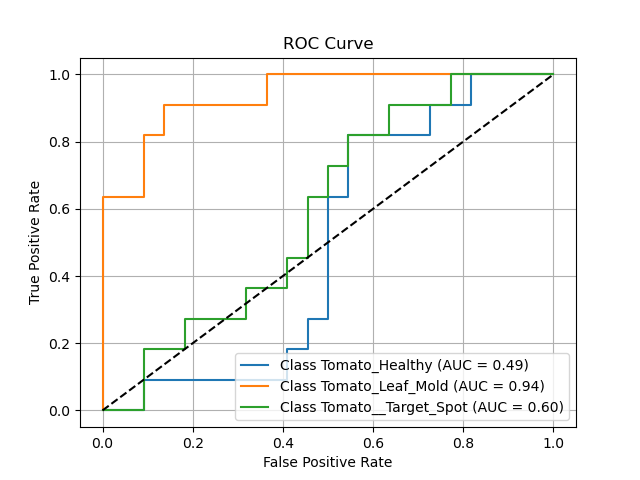 ROC Curve
1.0
0.8
0.6
0.4
0.2
0.0
True Positive Rate
Class Tomato_Healthy (AUC = 0.49)
Class Tomato_Leaf_Mold (AUC = 0.94)
Class Tomato__Target_Spot (AUC = 0.60)
0.0 0.2 0.4 0.6 0.8 1.0
False Positive Rate